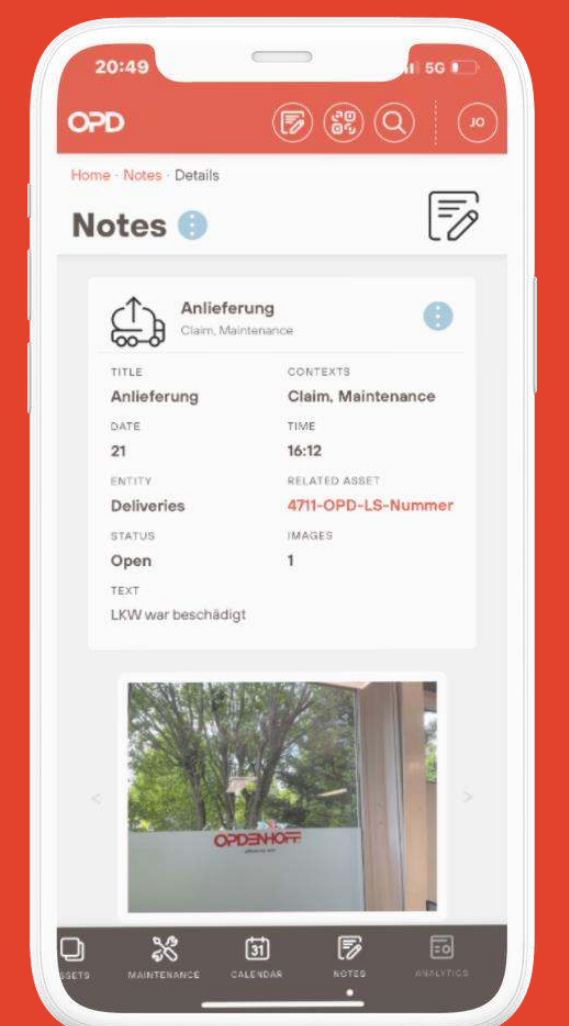 20:49 5G
OPD JO
Home · Notes · Details
Notes
Anlieferung
Claim, Maintenance
TITLE CONTEXTS
Anlieferung Claim, Maintenance
DATE TIME
21 16:12
ENTITY RELATED ASSET
Deliveries 4711-OPD-LS-Nummer
STATUS IMAGES
Open 1
TEXT
LKW war beschädigt
< >
OPDENHOFF
31
SSETS MAINTENANCE CALENDAR NOTES ANALYTICS